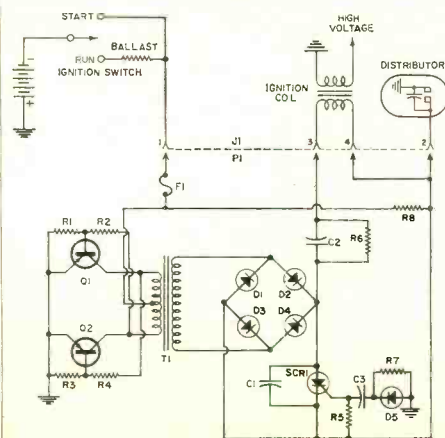 START
HIGH
VOLTAGE
BALLAST
DISTRIBUTOR
RUN
IGNITION SWITCH
IGNITION
COIL
1
J1
3
4
2
P1
F1
R1
R2
R8
C2
R6
Q1
D1
D2
Q2
D3
D4
T1
R7
SCR1
C3
C1
R3
R4
R5
D5